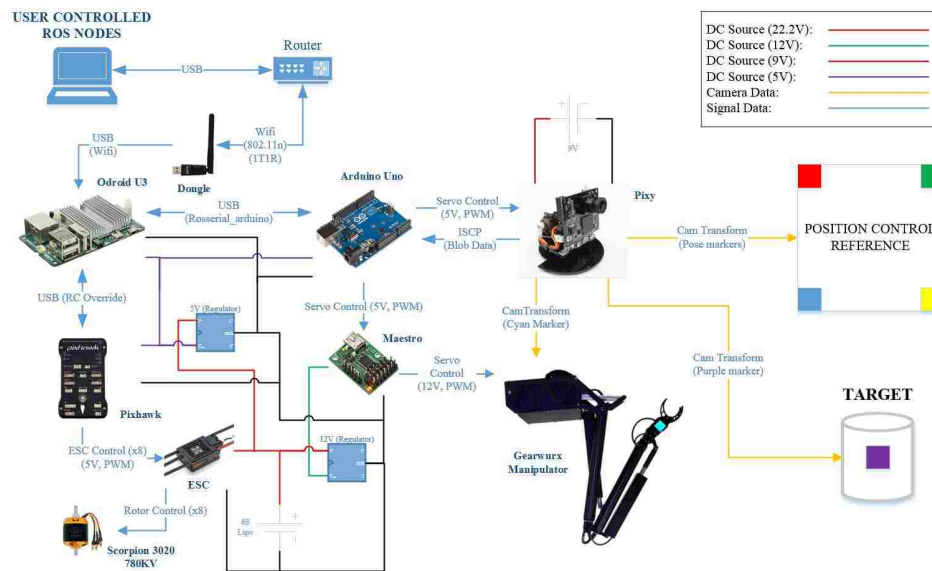 USER CONTROLLED
ROS NODES
USB
Router
DC Source (22.2V):
DC Source (12V):
DC Source (9V):
DC Source (5V):
Camera Data:
Signal Data:
USB
(Wifi)
Wifi
(802.11n)
(1T1R)
Dongle
9V
Odroid U3
Arduino Uno
Pixy
USB
(Rosserial_arduino)
Servo Control
(5V, PWM)
ISCP
(Blob Data)
Cam Transform
(Pose markers)
POSITION CONTROL
REFERENCE
USB (RC Override)
5V (Regulator)
Servo Control (5V, PWM)
CamTransform
(Cyan Marker)
Maestro
Servo
Control
(12V, PWM)
Cam Transform
(Purple marker)
pixhawk
Pixhawk
TARGET
ESC Control (x8)
(5V, PWM)
ESC
12V (Regulator)
Gearwurx
Manipulator
Rotor Control (x8)
6S
Lipo
Scorpion 3020
780KV